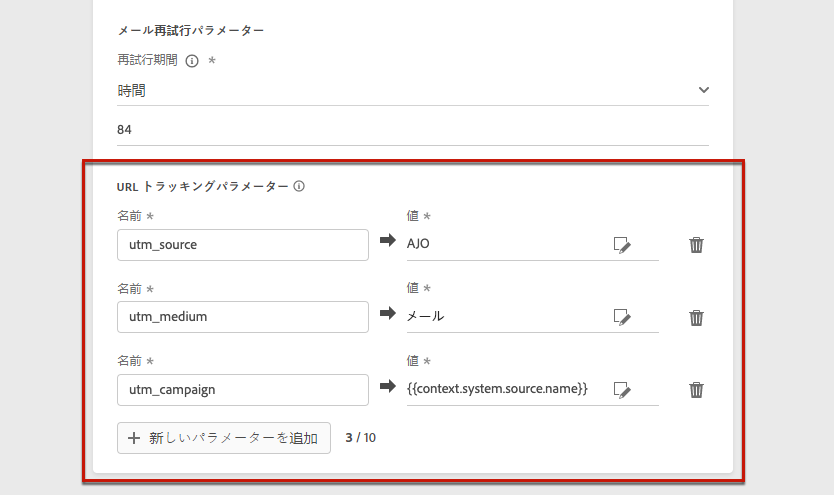 メール再試行パラメーター
再試行期間 *
時間
84
URL トラッキングパラメーター
名前 * 値 *
utm_source AJO
名前 * 値 *
utm_medium メール
名前 * 値 *
utm_campaign {{context.system.source.name}}
+ 新しいパラメーターを追加 3 / 10